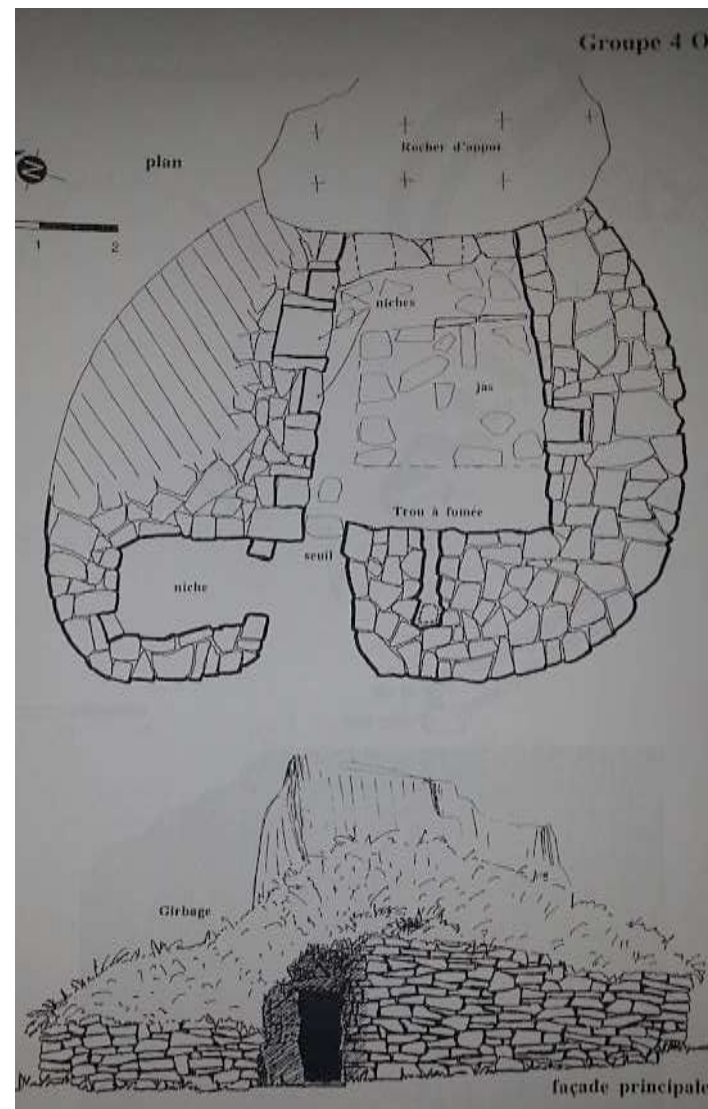 Groupe 4 O
Rocher d'appui
plan
N
1 2
niches
jas
Trou à fumée
seuil
niche
Girbage
façade principale